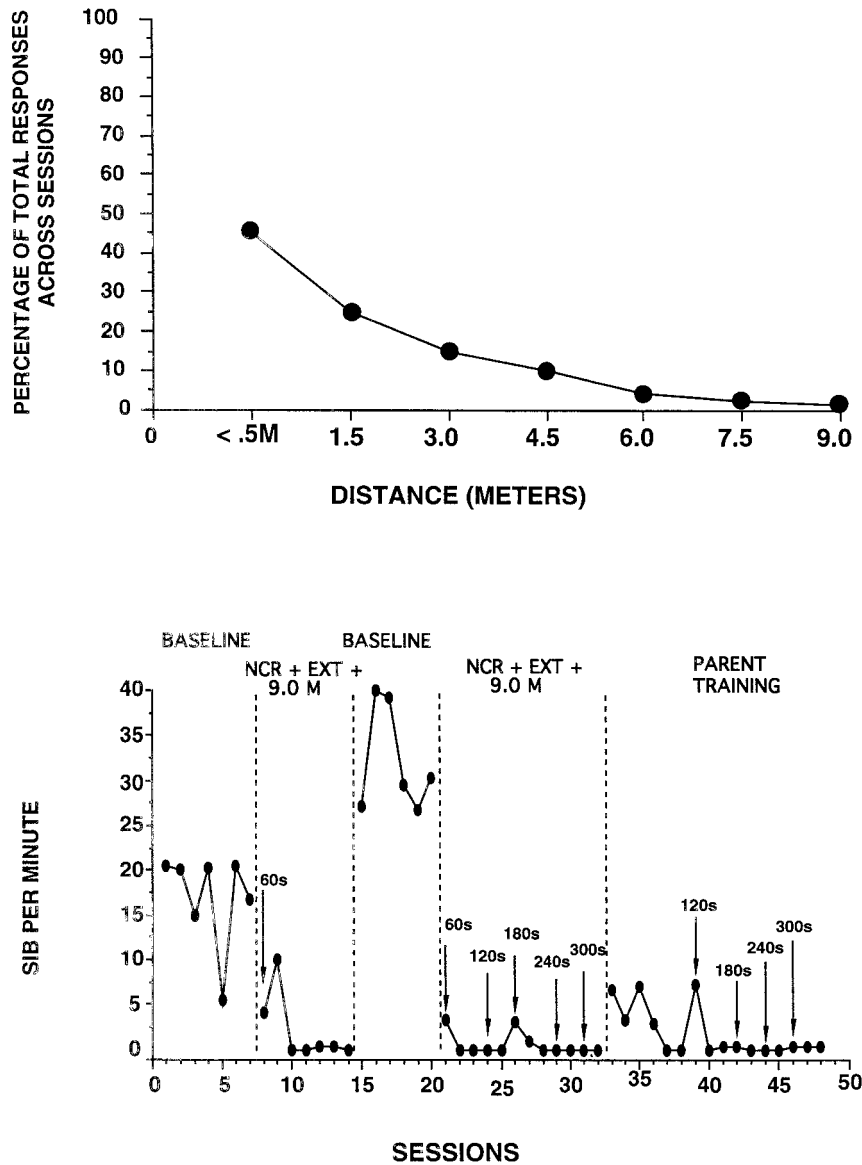 PERCENTAGE OF TOTAL RESPONSES
ACROSS SESSIONS
100
90
80
70
60
50
40
30
20
10
0
0 < .5M 1.5 3.0 4.5 6.0 7.5 9.0
DISTANCE (METERS)
BASELINE BASELINE
NCR + EXT +
9.0 M
NCR + EXT +
9.0 M
PARENT
TRAINING
SIB PER MINUTE
40
35
30
25
20
15
10
5
0
60s
60s
120s
180s
240s
300s
120s
180s
240s
300s
0 5 10 15 20 25 31 35 40 45 50
SESSIONS